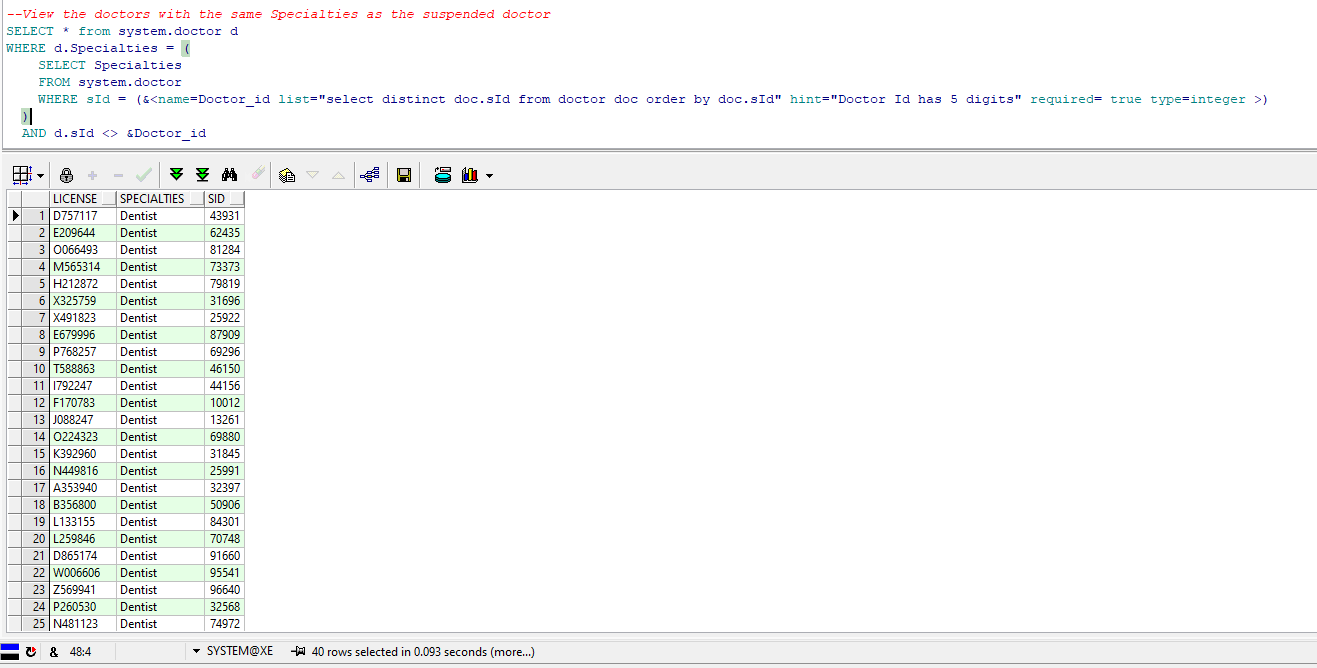 --View the doctors with the same Specialties as the suspended doctor
SELECT * from system.doctor d
WHERE d.Specialties = (
SELECT Specialties
FROM system.doctor
WHERE sId = (&<name=Doctor_id list="select distinct doc.sId from doctor doc order by doc.sId" hint="Doctor Id has 5 digits" required= true type=integer >)
)
AND d.sId <> &Doctor_id
LICENSE SPECIALTIES SID
1 D757117 Dentist 43931
2 E209644 Dentist 62435
3 O066493 Dentist 81284
4 M565314 Dentist 73373
5 H212872 Dentist 79819
6 X325759 Dentist 31696
7 X491823 Dentist 25922
8 E679996 Dentist 87909
9 P768257 Dentist 69296
10 T588863 Dentist 46150
11 I792247 Dentist 44156
12 F170783 Dentist 10012
13 J088247 Dentist 13261
14 O224323 Dentist 69880
15 K392960 Dentist 31845
16 N449816 Dentist 25991
17 A353940 Dentist 32397
18 B356800 Dentist 50906
19 L133155 Dentist 84301
20 L259846 Dentist 70748
21 D865174 Dentist 91660
22 W006606 Dentist 95541
23 Z569941 Dentist 96640
24 P260530 Dentist 32568
25 N481123 Dentist 74972
& 48:4 SYSTEM@XE 40 rows selected in 0.093 seconds (more...)